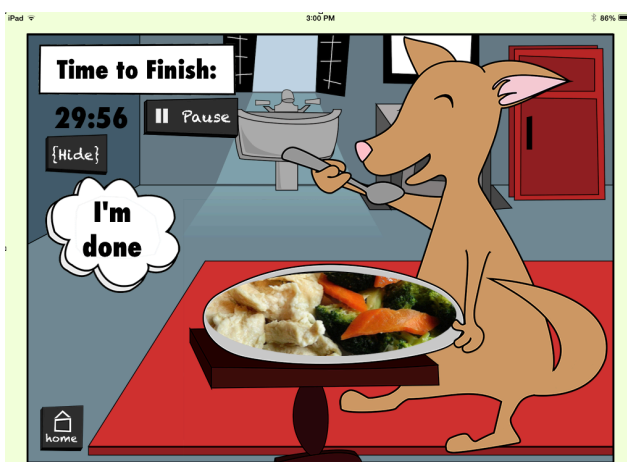 iPad
3:00 PM
86%
Time to Finish:
29:56
Pause
{Hide}
I'm
done
home